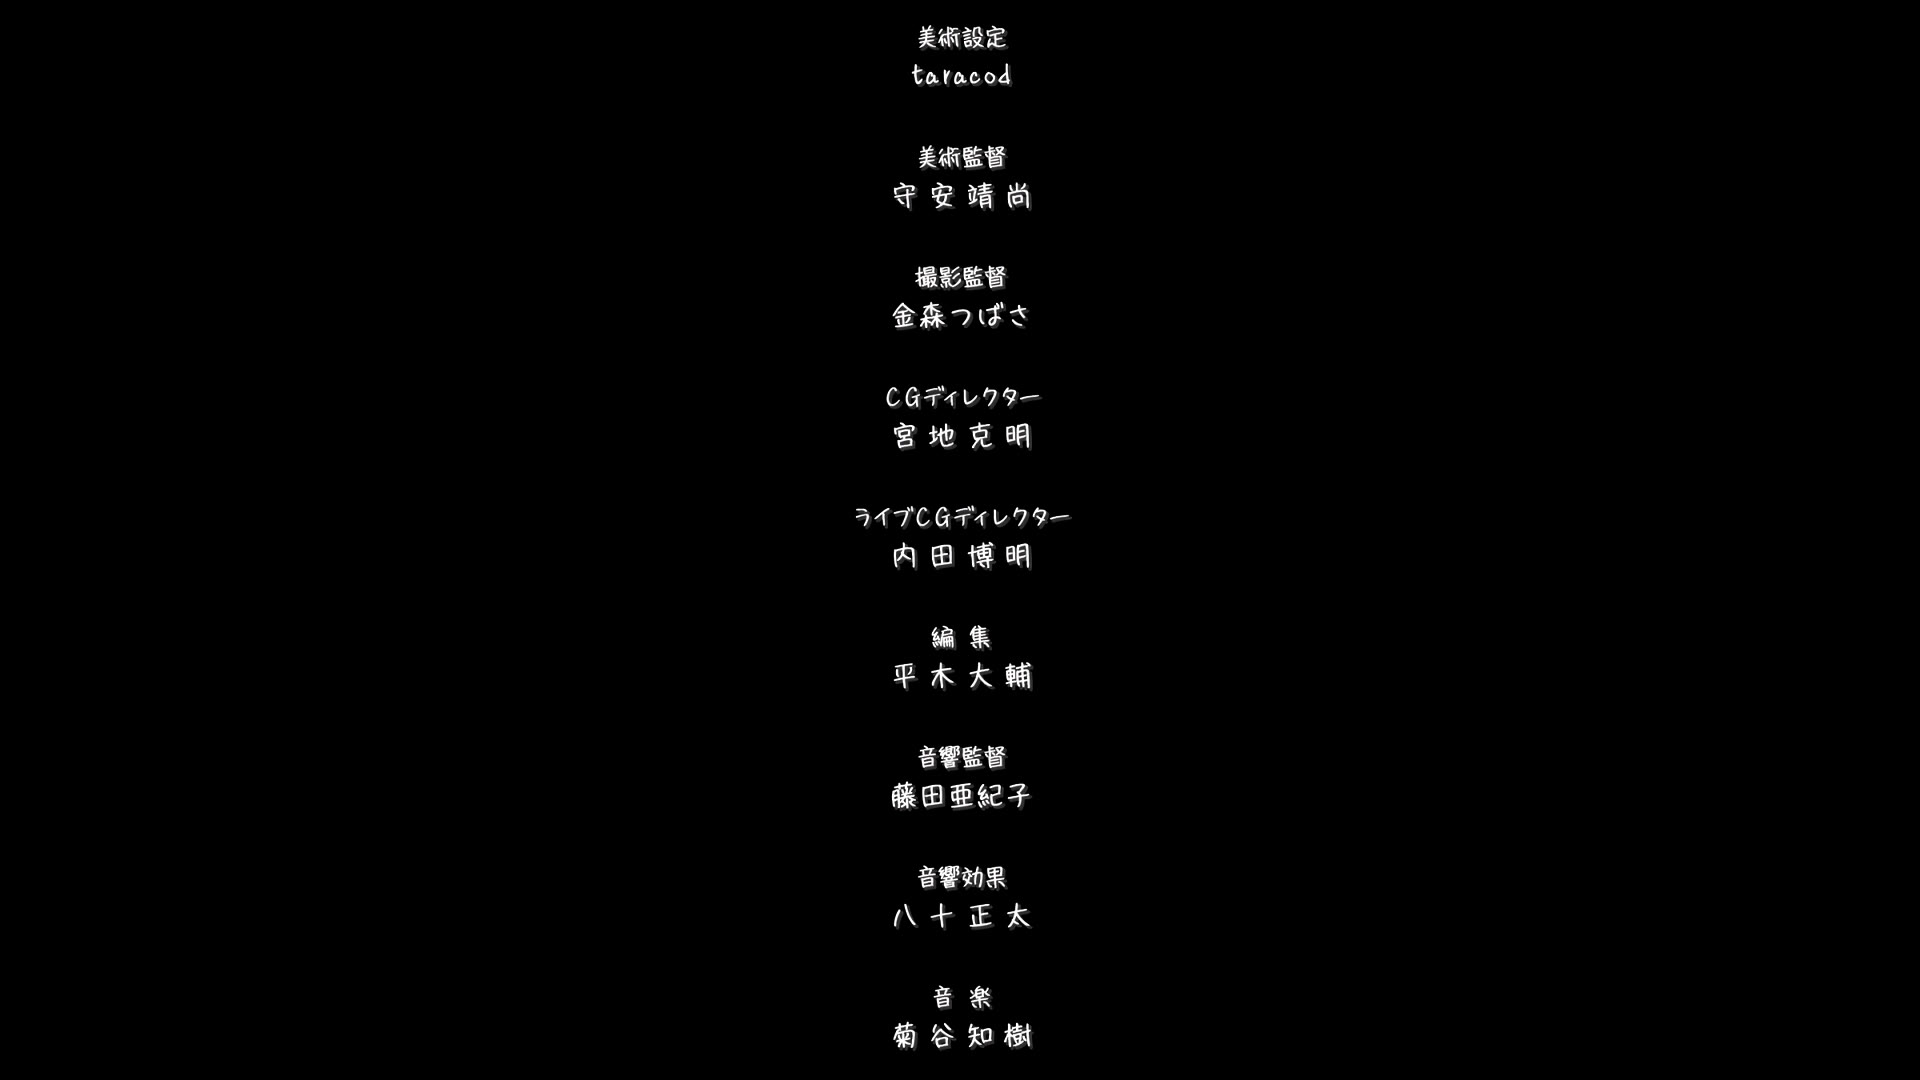 美術設定
taracod
美術監督
守安靖尚
撮影監督
金森つばさ
CGディレクター
宮地克明
ライブCGディレクター
内田博明
編集
平木大輔
音響監督
藤田亜紀子
音響効果
八十正太
音楽
菊谷知樹